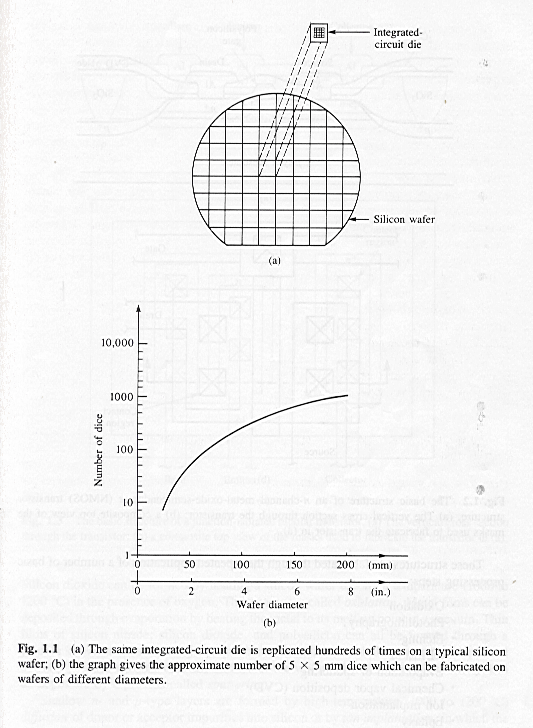 Integrated-
circuit die
Silicon wafer
(a)
10,000
1000
100
10
1
Number of dice
0 50 100 150 200 (mm)
0 2 4 6 8 (in.)
Wafer diameter
(b)
Fig. 1.1 (a) The same integrated-circuit die is replicated hundreds of times on a typical silicon
wafer; (b) the graph gives the approximate number of 5 × 5 mm dice which can be fabricated on
wafers of different diameters.